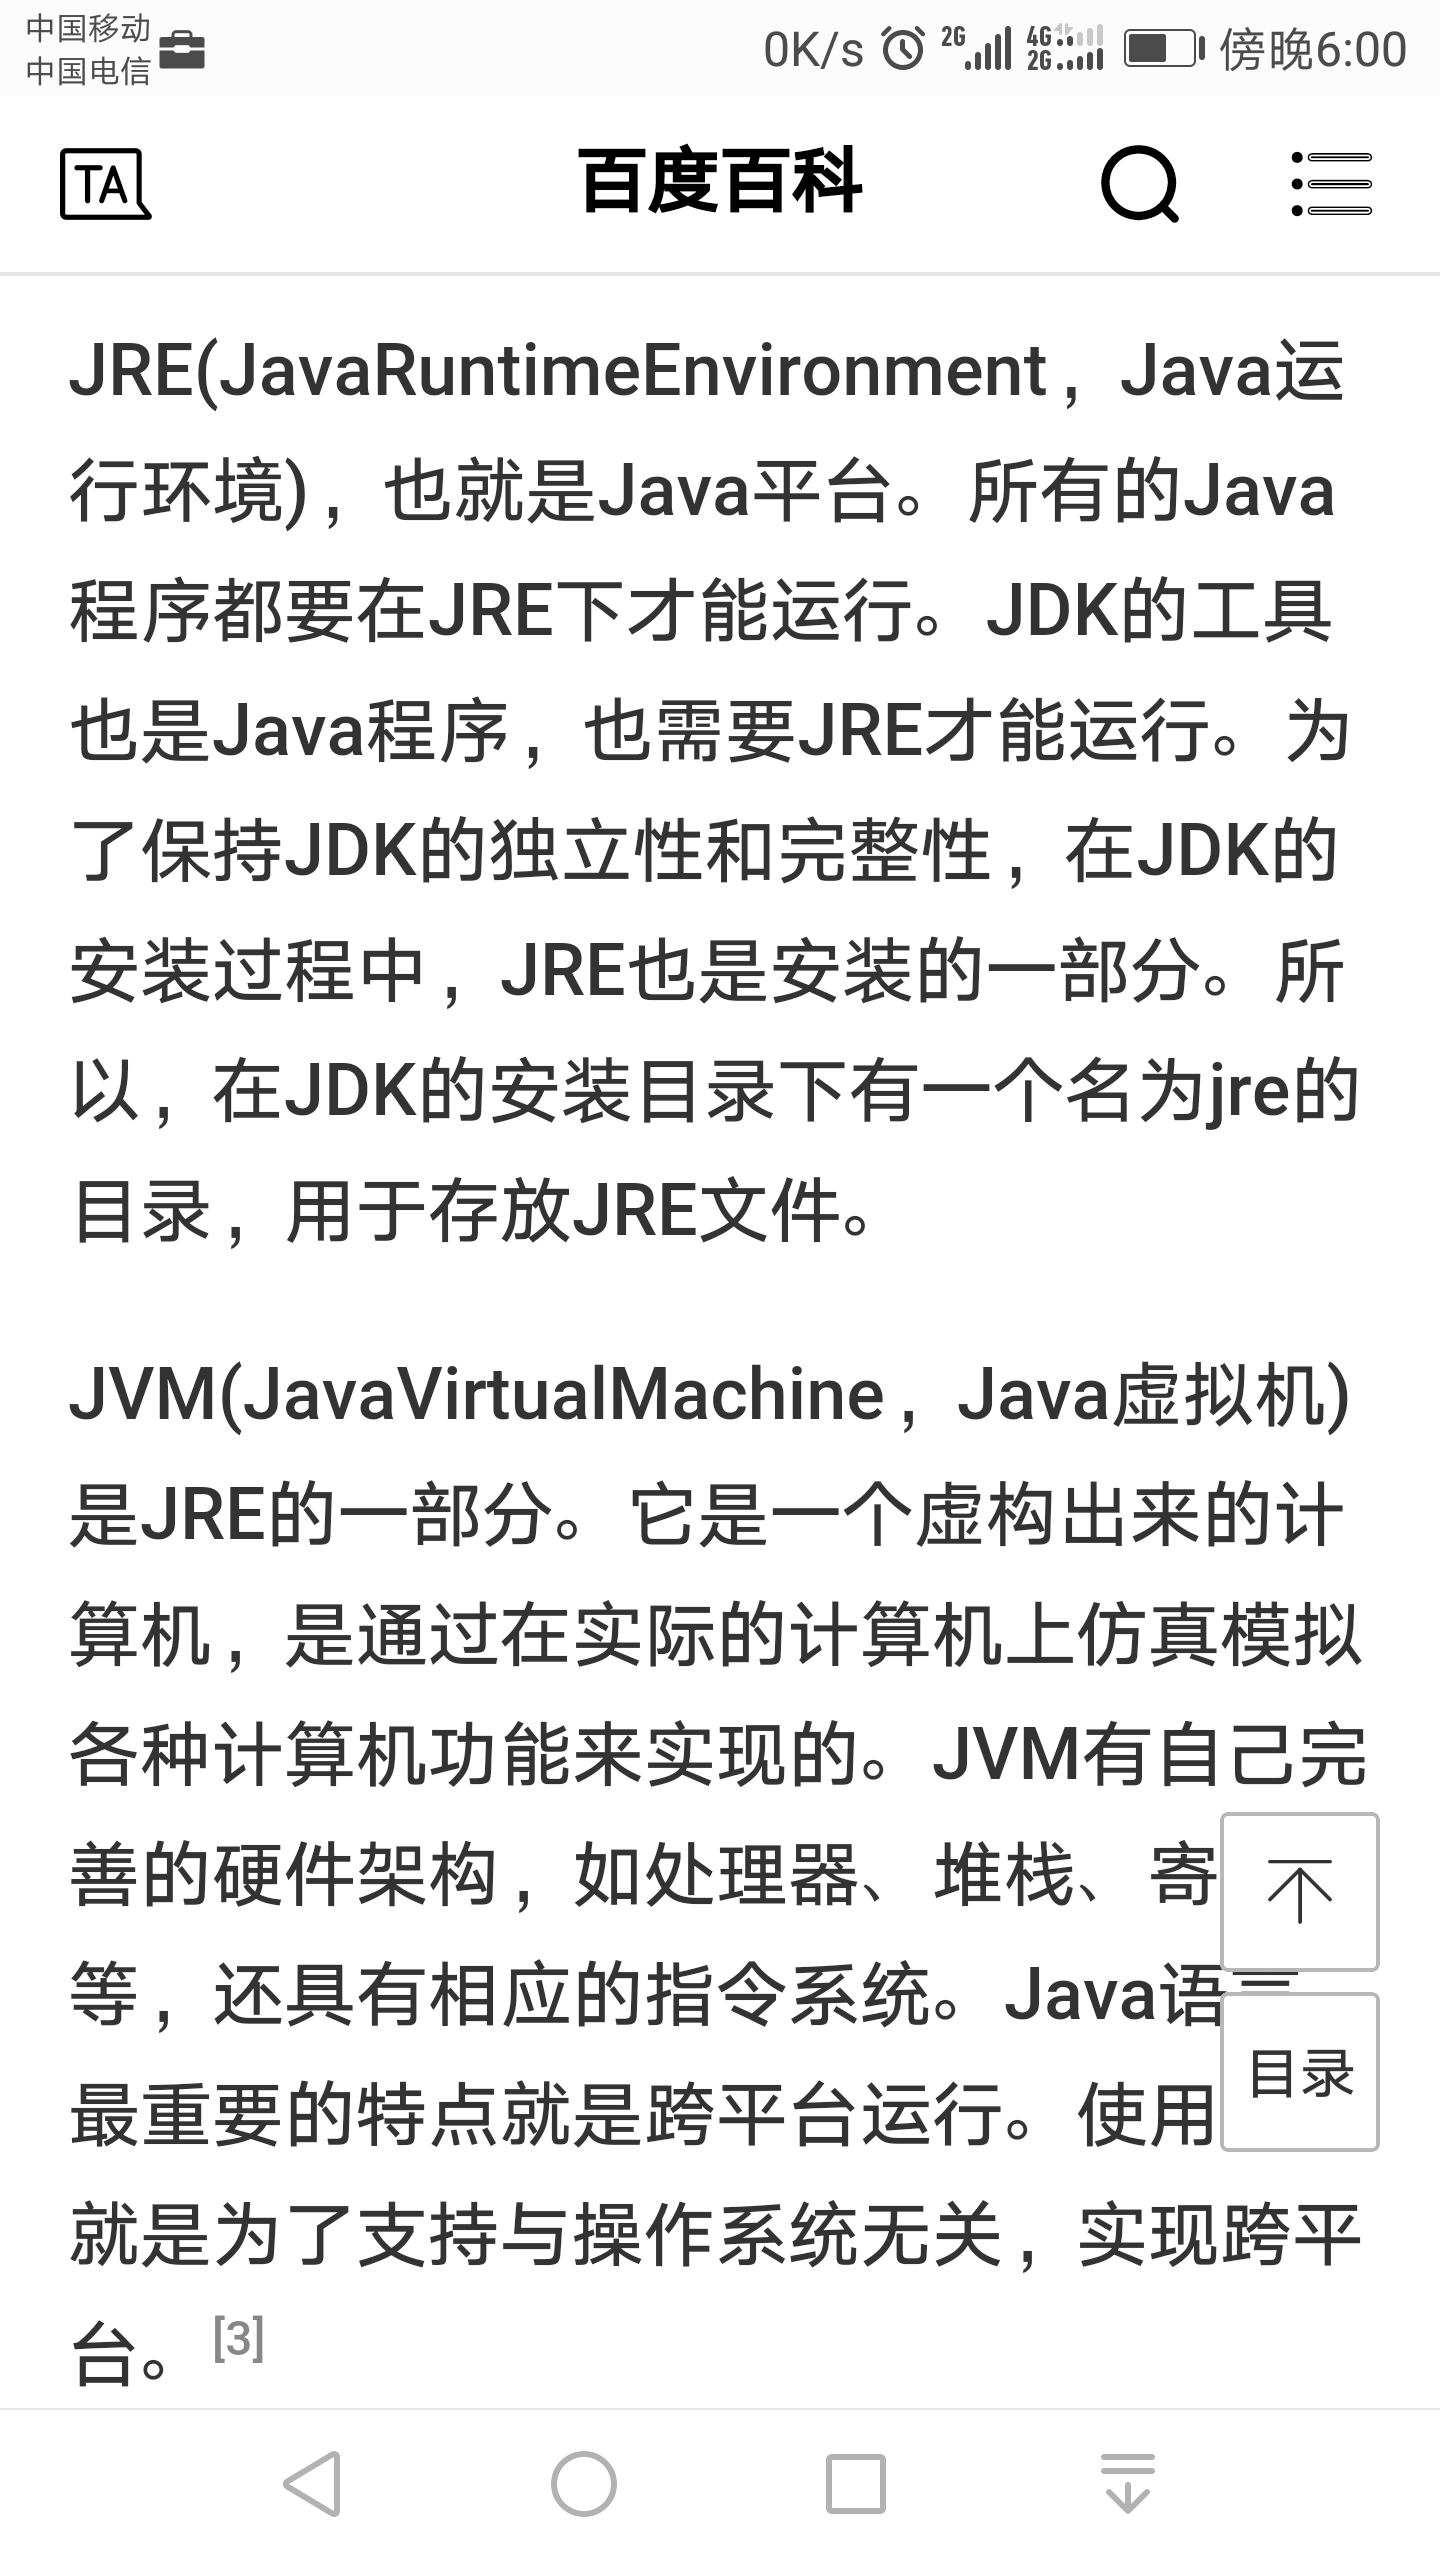 中国移动
中国电信
0K/s 2G 4G 2G 傍晚6:00
TA 百度百科
JRE(JavaRuntimeEnvironment，Java运
行环境)，也就是Java平台。所有的Java
程序都要在JRE下才能运行。JDK的工具
也是Java程序，也需要JRE才能运行。为
了保持JDK的独立性和完整性，在JDK的
安装过程中，JRE也是安装的一部分。所
以，在JDK的安装目录下有一个名为jre的
目录，用于存放JRE文件。
JVM(JavaVirtualMachine，Java虚拟机)
是JRE的一部分。它是一个虚构出来的计
算机，是通过在实际的计算机上仿真模拟
各种计算机功能来实现的。JVM有自己完
善的硬件架构，如处理器、堆栈、寄
等，还具有相应的指令系统。Java语
最重要的特点就是跨平台运行。使用
目录
就是为了支持与操作系统无关，实现跨平
台。[3]